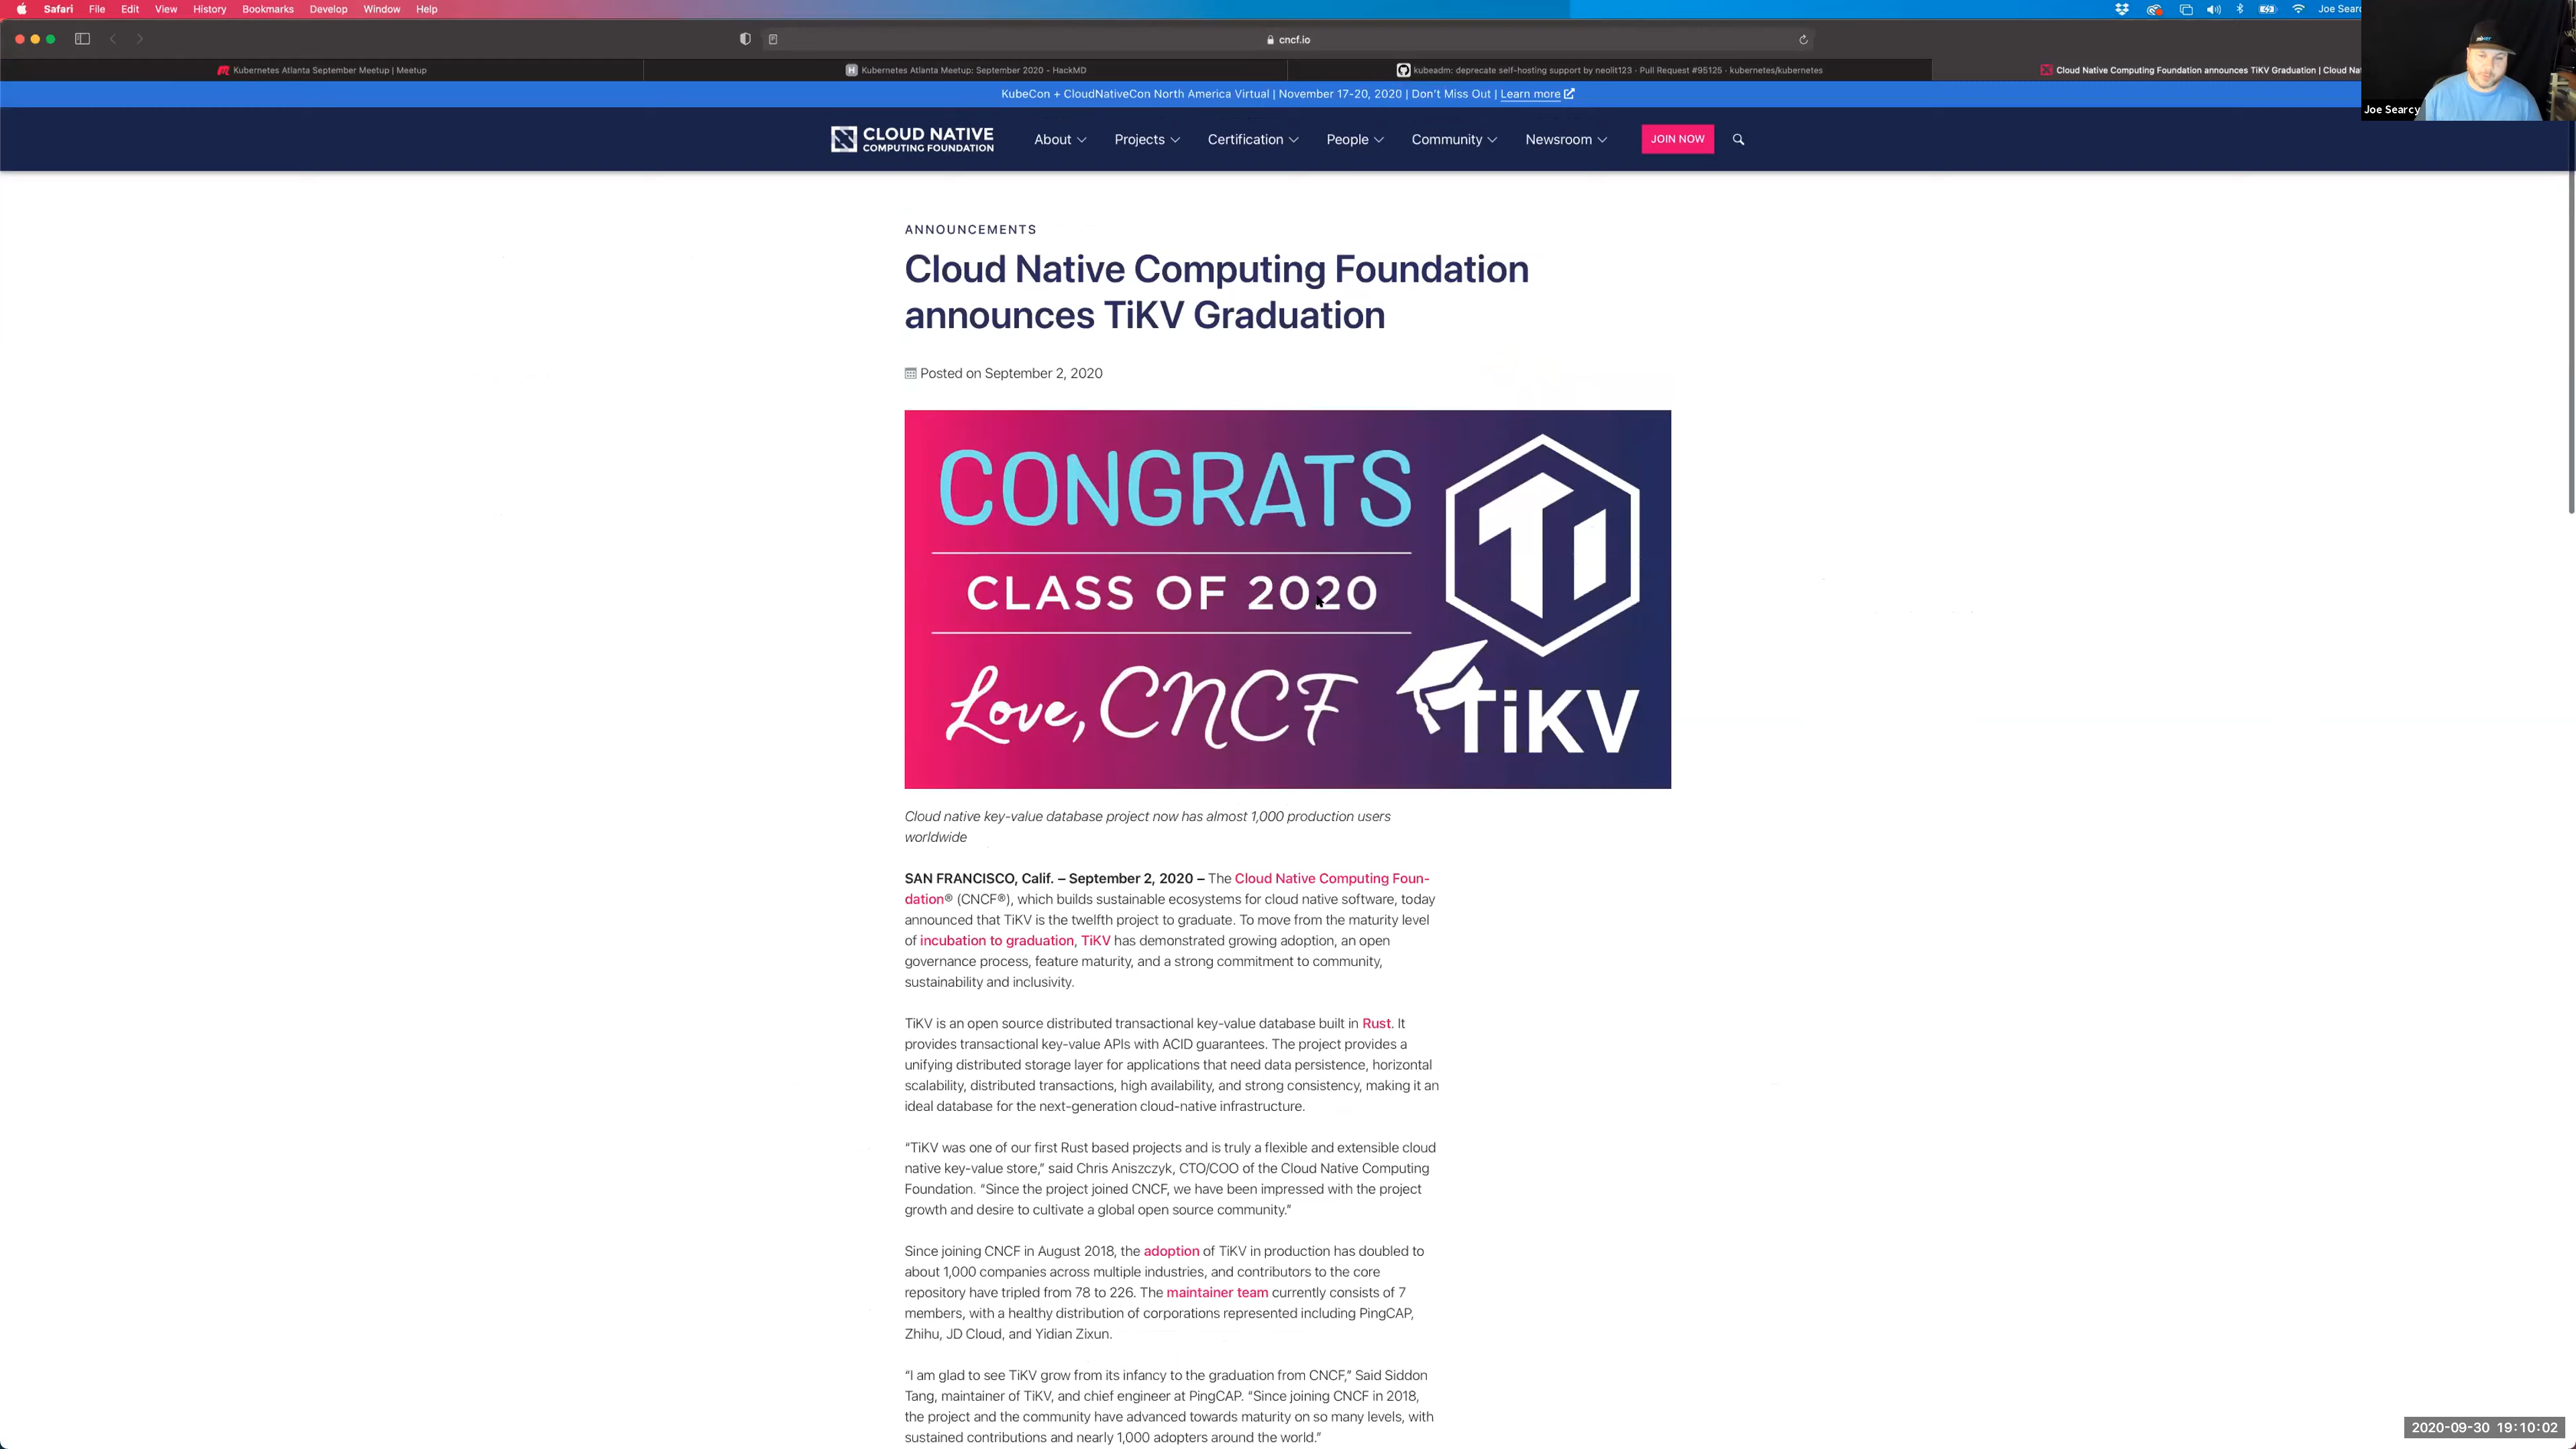 Safari File Edit View History Bookmarks Develop Window Help
cncf.io
Kubernetes Atlanta September Meetup | Meetup
Kubernetes Atlanta Meetup: September 2020 - HackMD
kubeadm: deprecate self-hosting support by neolit123 · Pull Request #95125 · kubernetes/kubernetes
Cloud Native Computing Foundation announces TiKV Graduation | Cloud
Joe Searcy
KubeCon + CloudNativeCon North America Virtual | November 17-20, 2020 | Don't Miss Out | Learn more
CLOUD NATIVE
COMPUTING FOUNDATION
About Projects Certification People Community Newsroom JOIN NOW
ANNOUNCEMENTS
Cloud Native Computing Foundation
announces TiKV Graduation
Posted on September 2, 2020
CONGRATS
CLASS OF 2020
Love, CNCF
TI
TiKV
Cloud native key-value database project now has almost 1,000 production users
worldwide
SAN FRANCISCO, Calif. – September 2, 2020 – The Cloud Native Computing Foun-
dation® (CNCF®), which builds sustainable ecosystems for cloud native software, today
announced that TiKV is the twelfth project to graduate. To move from the maturity level
of incubation to graduation, TiKV has demonstrated growing adoption, an open
governance process, feature maturity, and a strong commitment to community,
sustainability and inclusivity.
TiKV is an open source distributed transactional key-value database built in Rust. It
provides transactional key-value APIs with ACID guarantees. The project provides a
unifying distributed storage layer for applications that need data persistence, horizontal
scalability, distributed transactions, high availability, and strong consistency, making it an
ideal database for the next-generation cloud-native infrastructure.
“TiKV was one of our first Rust based projects and is truly a flexible and extensible cloud
native key-value store,” said Chris Aniszczyk, CTO/COO of the Cloud Native Computing
Foundation. “Since the project joined CNCF, we have been impressed with the project
growth and desire to cultivate a global open source community.”
Since joining CNCF in August 2018, the adoption of TiKV in production has doubled to
about 1,000 companies across multiple industries, and contributors to the core
repository have tripled from 78 to 226. The maintainer team currently consists of 7
members, with a healthy distribution of corporations represented including PingCAP,
Zhihu, JD Cloud, and Yidian Zixun.
“I am glad to see TiKV grow from its infancy to the graduation from CNCF,” Said Siddon
Tang, maintainer of TiKV, and chief engineer at PingCAP. “Since joining CNCF in 2018,
the project and the community have advanced towards maturity on so many levels, with
sustained contributions and nearly 1,000 adopters around the world.”
2020-09-30 19:10:02